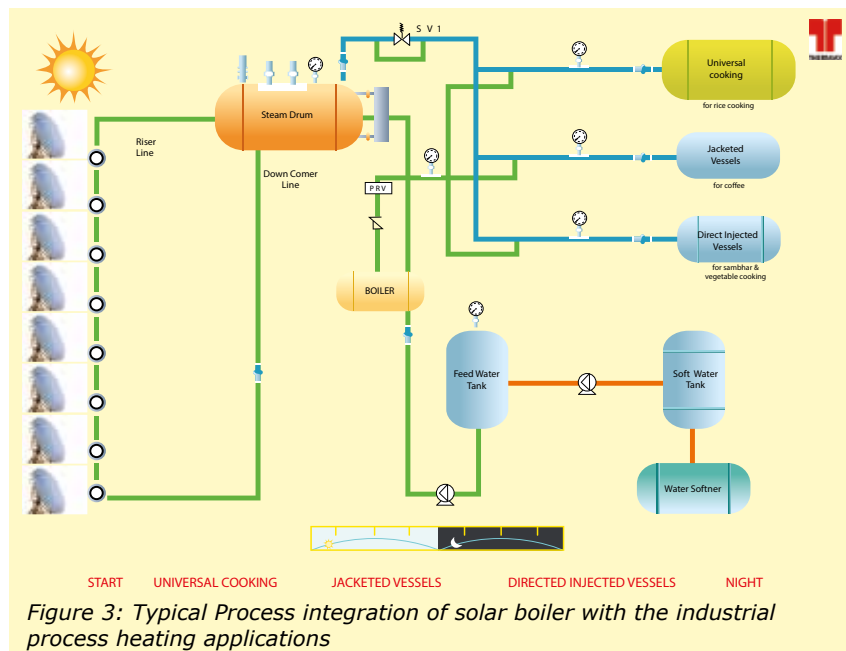 S V 1
Universal
cooking
for rice cooking
Steam Drum
Riser
Line
Down Comer
Line
Jacketed
Vessels
for coffee
PRV
Direct Injected
Vessels
for sambhar &
vegetable cooking
BOILER
Feed Water
Tank
Soft Water
Tank
Water Softner
START UNIVERSAL COOKING JACKETED VESSELS DIRECTED INJECTED VESSELS NIGHT
Figure 3: Typical Process integration of solar boiler with the industrial
process heating applications